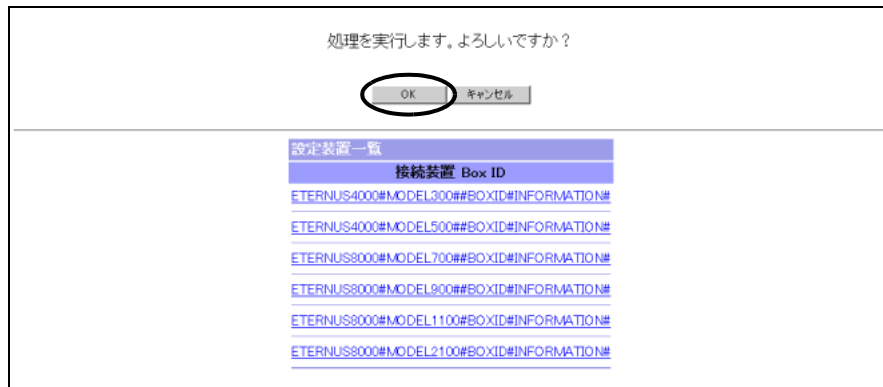 処理を実行します。よろしいですか？
OK キャンセル
設定装置一覧
接続装置 Box ID
ETERNUS4000#MODEL300##BOXID#INFORMATION#
ETERNUS4000#MODEL500##BOXID#INFORMATION#
ETERNUS8000#MODEL700##BOXID#INFORMATION#
ETERNUS8000#MODEL900##BOXID#INFORMATION#
ETERNUS8000#MODEL1100#BOXID#INFORMATION#
ETERNUS8000#MODEL2100#BOXID#INFORMATION#